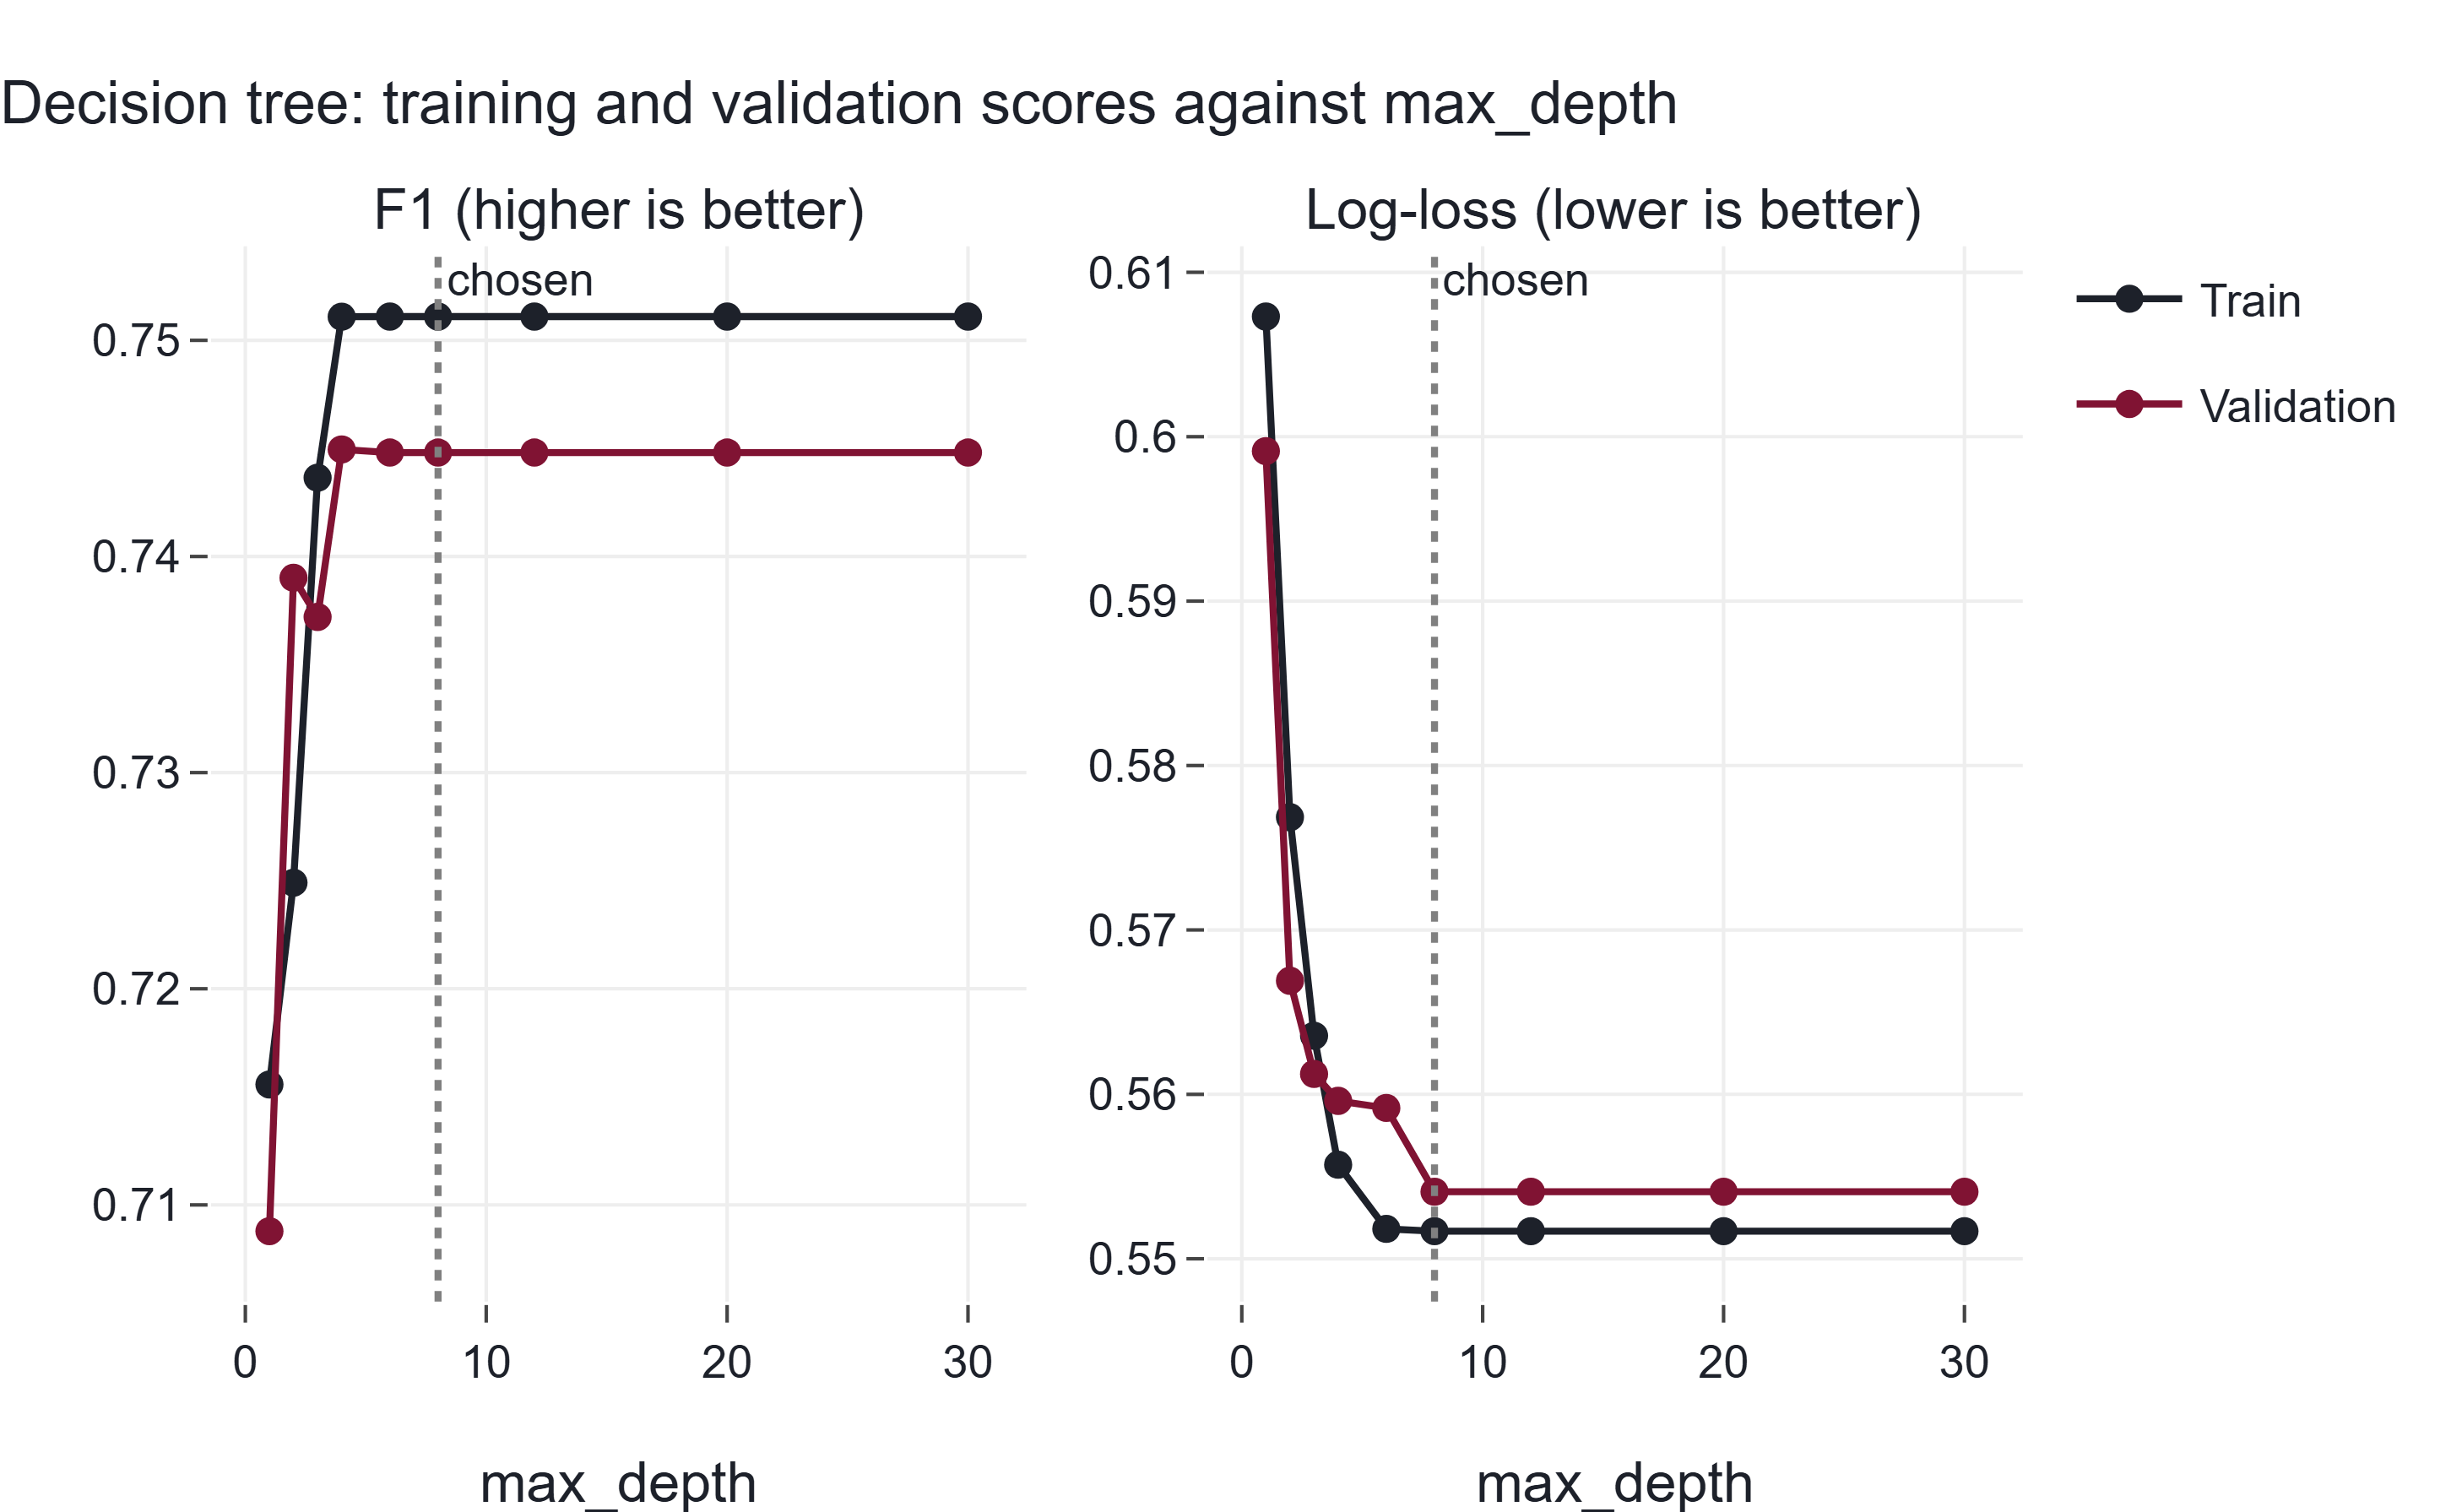 Decision tree: training and validation scores against max_depth
F1 (higher is better)
Log-loss (lower is better)
chosen
0.75
0.74
0.73
0.72
0.71
0
10
20
30
max_depth
chosen
0.61
0.6
0.59
0.58
0.57
0.56
0.55
0
10
20
30
max_depth
Train
Validation